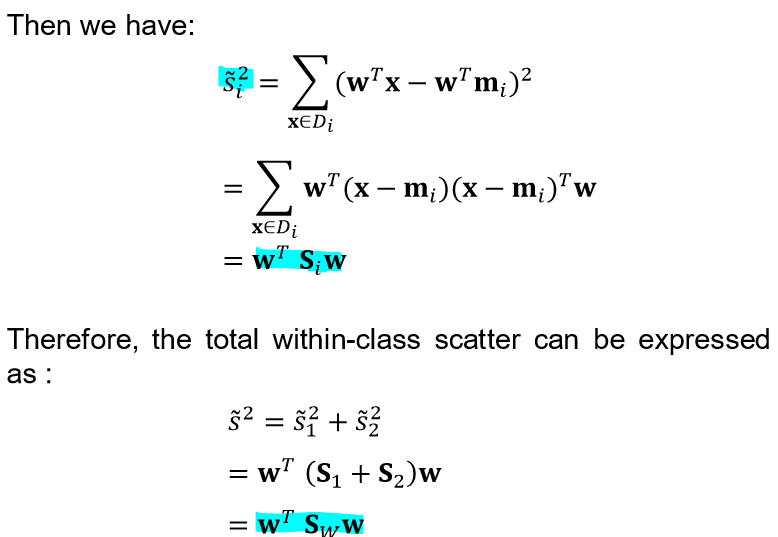 Then we have:
s̃ᵢ² = ∑ (𝐰ᵀ𝐱 − 𝐰ᵀ𝐦ᵢ)²
𝐱∈Dᵢ
= ∑ 𝐰ᵀ(𝐱 − 𝐦ᵢ)(𝐱 − 𝐦ᵢ)ᵀ𝐰
𝐱∈Dᵢ
= 𝐰ᵀ 𝐒ᵢ𝐰
Therefore, the total within-class scatter can be expressed
as :
s̃² = s̃₁² + s̃₂²
= 𝐰ᵀ (𝐒₁ + 𝐒₂)𝐰
= 𝐰ᵀ 𝐒_W𝐰